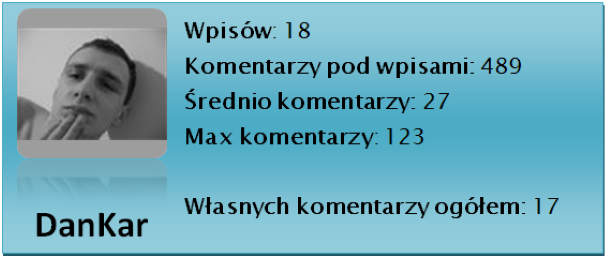 Wpisów: 18
Komentarzy pod wpisami: 489
Średnio komentarzy: 27
Max komentarzy: 123
Własnych komentarzy ogółem: 17
DanKar